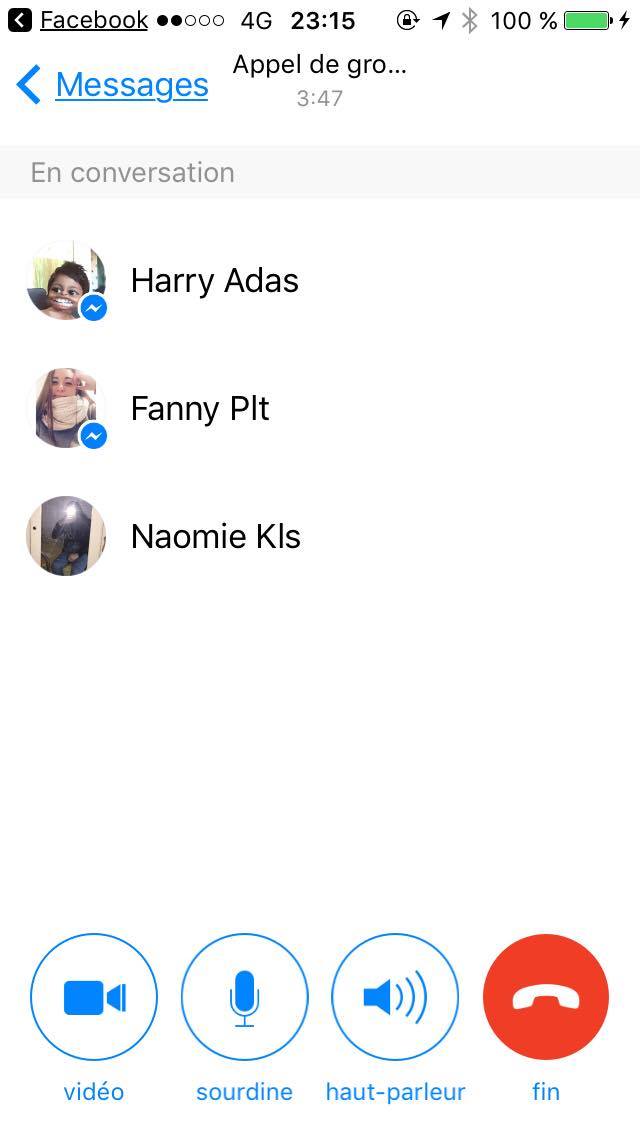 Facebook 4G 23:15 100 %
Messages
Appel de gro...
3:47
En conversation
Harry Adas
Fanny Plt
Naomie Kls
vidéo sourdine haut-parleur fin